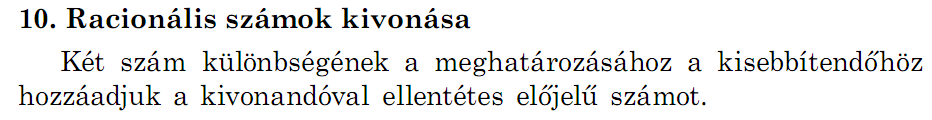 10. Racionális számok kivonása
Két szám különbségének a meghatározásához a kisebbítendőhöz
hozzáadjuk a kivonandóval ellentétes előjelű számot.